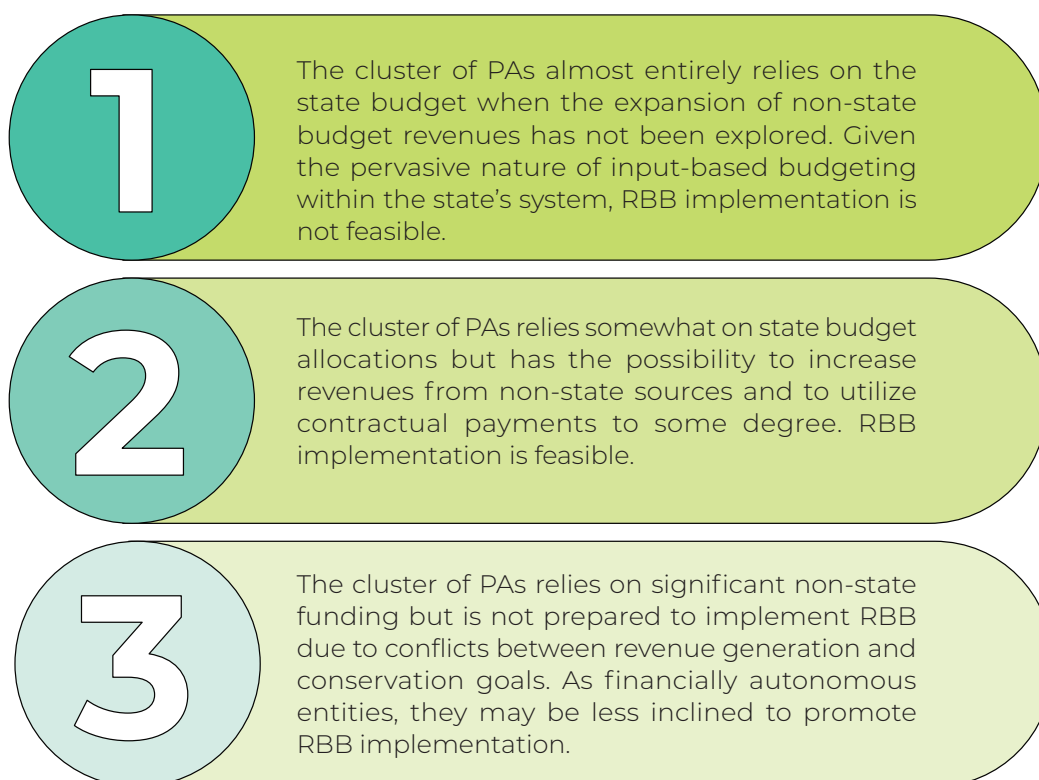 1
The cluster of PAs almost entirely relies on the
state budget when the expansion of non-state
budget revenues has not been explored. Given
the pervasive nature of input-based budgeting
within the state's system, RBB implementation is
not feasible.
2
The cluster of PAs relies somewhat on state budget
allocations but has the possibility to increase
revenues from non-state sources and to utilize
contractual payments to some degree. RBB
implementation is feasible.
3
The cluster of PAs relies on significant non-state
funding but is not prepared to implement RBB
due to conflicts between revenue generation and
conservation goals. As financially autonomous
entities, they may be less inclined to promote
RBB implementation.